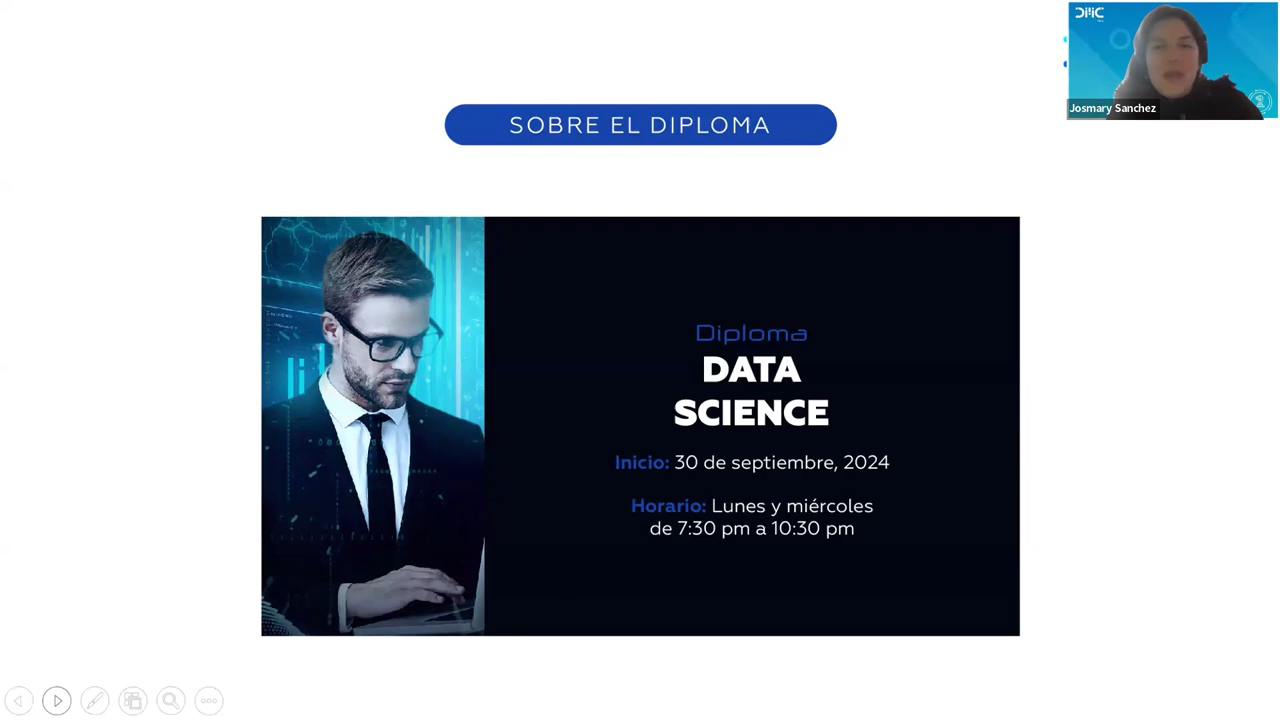 DMC
Josmary Sanchez
SOBRE EL DIPLOMA
Diploma
DATA
SCIENCE
Inicio: 30 de septiembre, 2024
Horario: Lunes y miércoles
de 7:30 pm a 10:30 pm